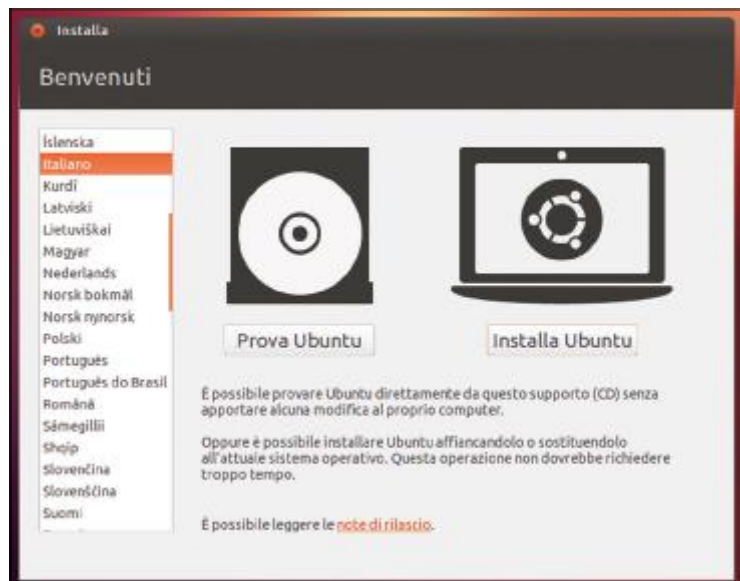 Installa
Benvenuti
Íslenska
Italiano
Kurdî
Latviski
Lietuviškai
Magyar
Nederlands
Norsk bokmål
Norsk nynorsk
Polski
Português
Português do Brasil
Română
Sámegillii
Shqip
Slovenčina
Slovenščina
Suomi
Prova Ubuntu
Installa Ubuntu
È possibile provare Ubuntu direttamente da questo supporto (CD) senza
apportare alcuna modifica al proprio computer.
Oppure è possibile installare Ubuntu affiancandolo o sostituendolo
all'attuale sistema operativo. Questa operazione non dovrebbe richiedere
troppo tempo.
È possibile leggere le note di rilascio.